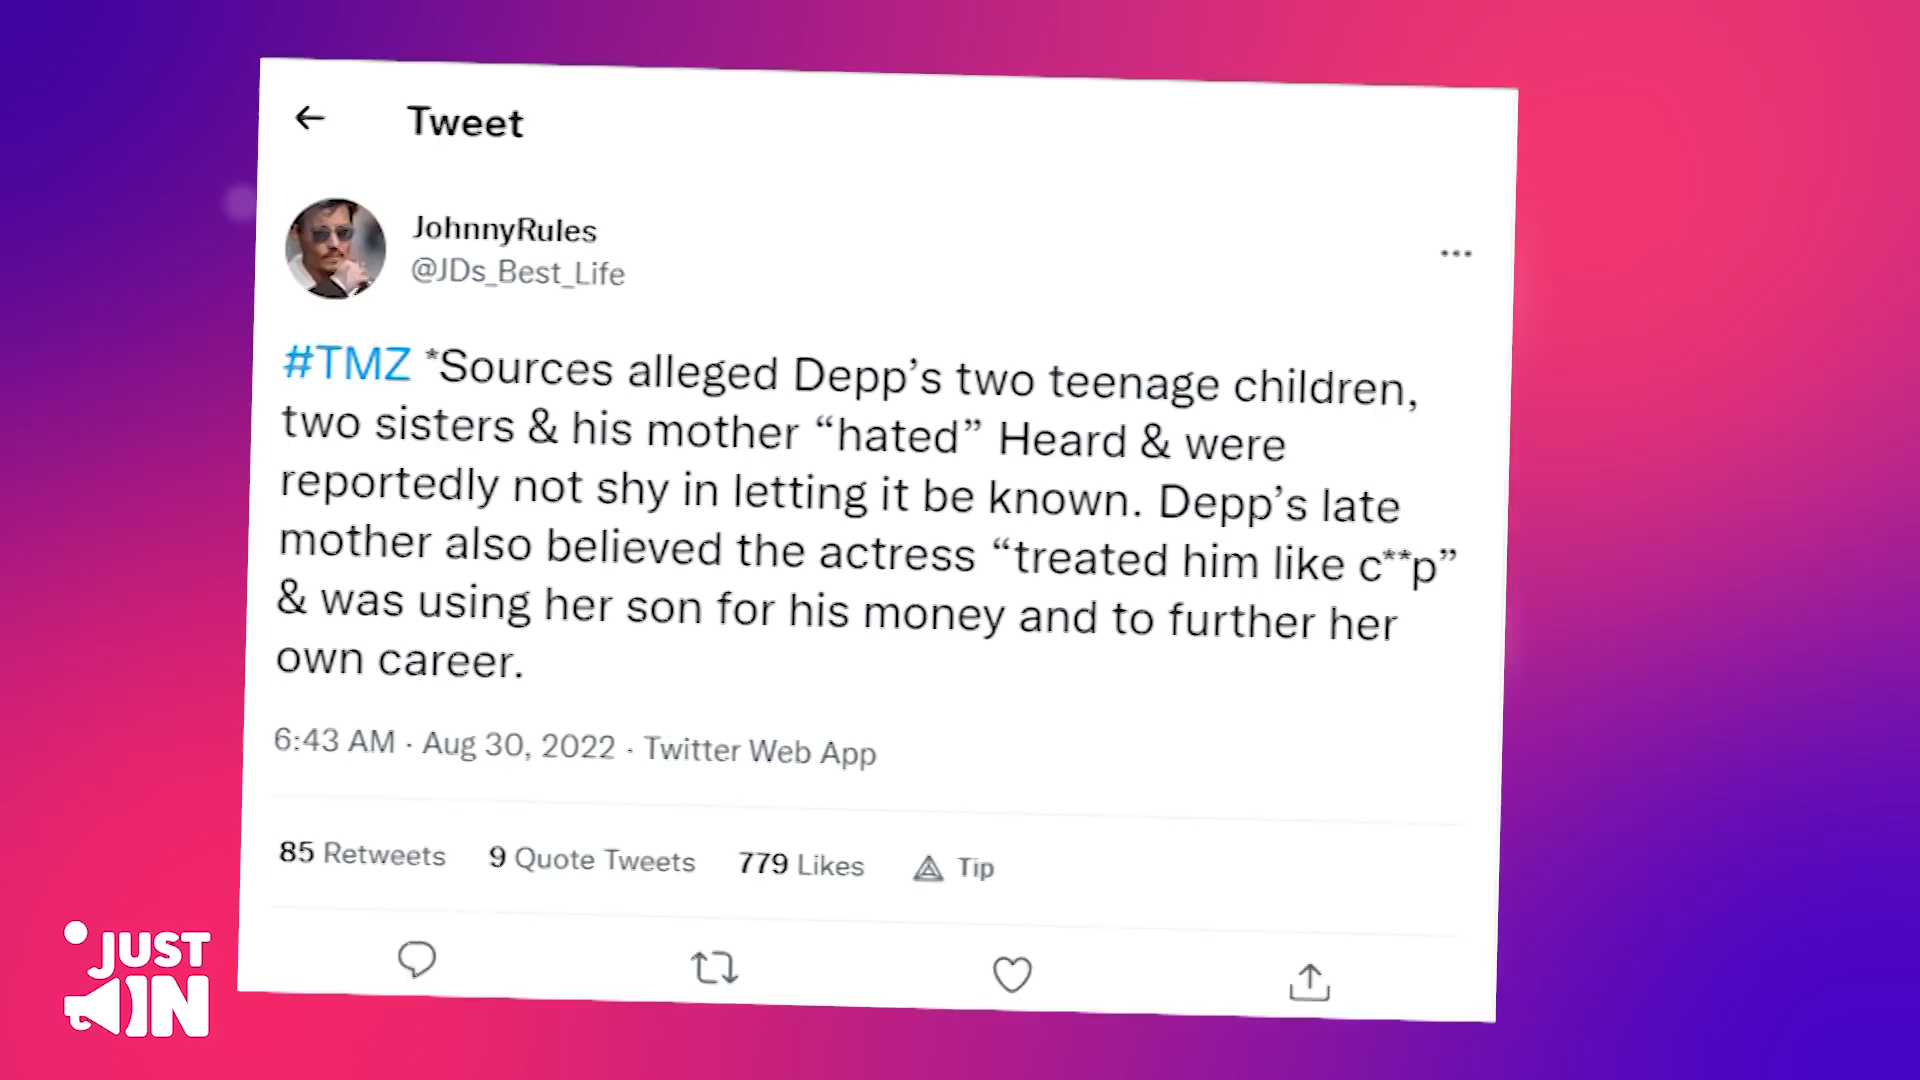 Tweet
JohnnyRules
@JDs_Best_Life
#TMZ *Sources alleged Depp’s two teenage children,
two sisters & his mother “hated” Heard & were
reportedly not shy in letting it be known. Depp’s late
mother also believed the actress “treated him like c**p”
& was using her son for his money and to further her
own career.
6:43 AM · Aug 30, 2022 · Twitter Web App
85 Retweets 9 Quote Tweets 779 Likes Tip
JUST
IN